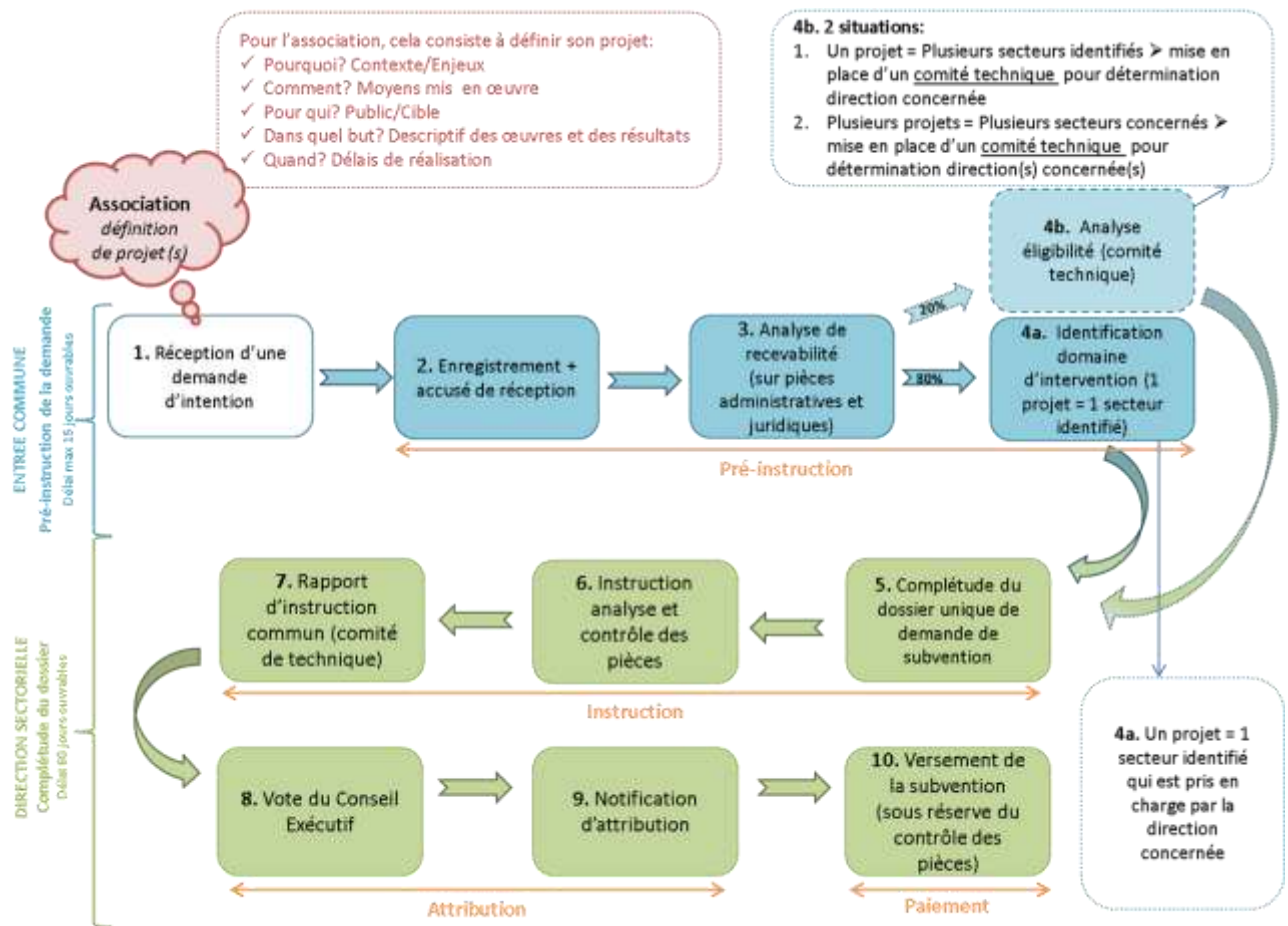 Pour l'association, cela consiste à définir son projet:
✓ Pourquoi? Contexte/Enjeux
✓ Comment? Moyens mis en œuvre
✓ Pour qui? Public/Cible
✓ Dans quel but? Descriptif des œuvres et des résultats
✓ Quand? Délais de réalisation
4b. 2 situations:
1. Un projet = Plusieurs secteurs identifiés ➢ mise en
place d'un comité technique pour détermination
direction concernée
2. Plusieurs projets = Plusieurs secteurs concernés ➢
mise en place d'un comité technique pour
détermination direction(s) concernée(s)
Association
définition
de projet(s)
4b. Analyse
éligibilité (comité
technique)
20%
ENTREE COMMUNE
Pré-instruction de la demande
Délai max 15 jours ouvrables
1. Réception d'une
demande
d'intention
2. Enregistrement +
accusé de réception
3. Analyse de
recevabilité
(sur pièces
administratives et
juridiques)
80%
4a. Identification
domaine
d'intervention (1
projet = 1 secteur
identifié)
Pré-instruction
DIRECTION SECTORIELLE
Complétude du dossier
Délai jours ouvrables
7. Rapport
d'instruction
commun (comité
de technique)
6. Instruction
analyse et
contrôle des
pièces
5. Complétude du
dossier unique de
demande de
subvention
Instruction
8. Vote du Conseil
Exécutif
9. Notification
d'attribution
10. Versement de
la subvention
(sous réserve du
contrôle des
pièces)
4a. Un projet = 1
secteur identifié
qui est pris en
charge par la
direction
concernée
Attribution
Paiement